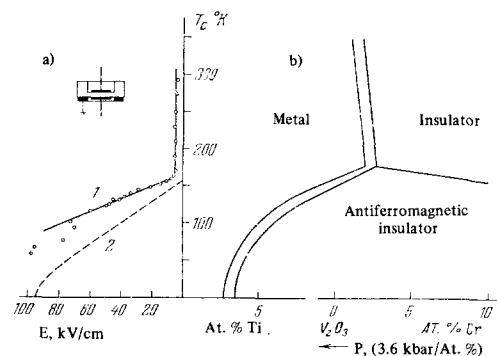 T_c °K
a)
b)
300
200
100
1
2
Metal
Insulator
Antiferromagnetic
insulator
100 80 60 40 20
E, kV/cm
5 0 5 10
At. % Ti V₂O₃ AT. % Cr
← P, (3.6 kbar/At. %)